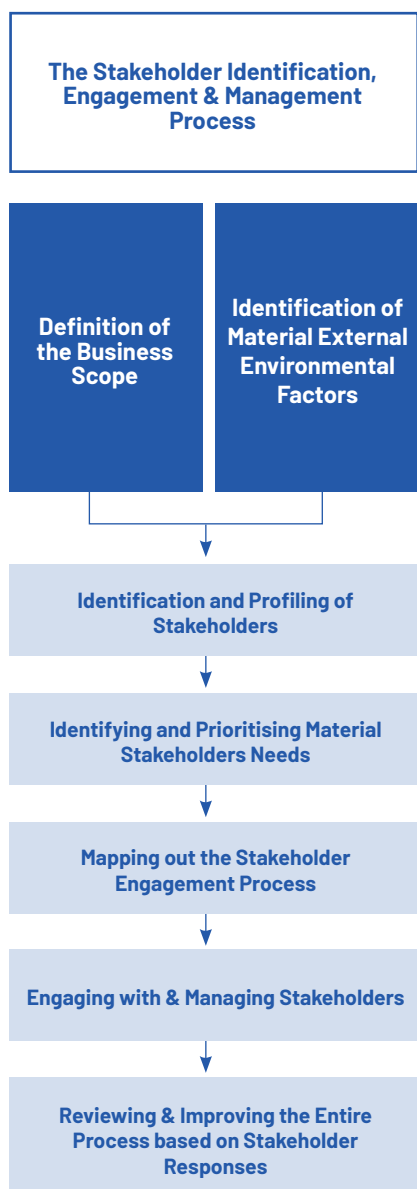 The Stakeholder Identification,
Engagement & Management
Process
Definition of
the Business
Scope
Identification of
Material External
Environmental
Factors
Identification and Profiling of
Stakeholders
Identifying and Prioritising Material
Stakeholders Needs
Mapping out the Stakeholder
Engagement Process
Engaging with & Managing Stakeholders
Reviewing & Improving the Entire
Process based on Stakeholder
Responses